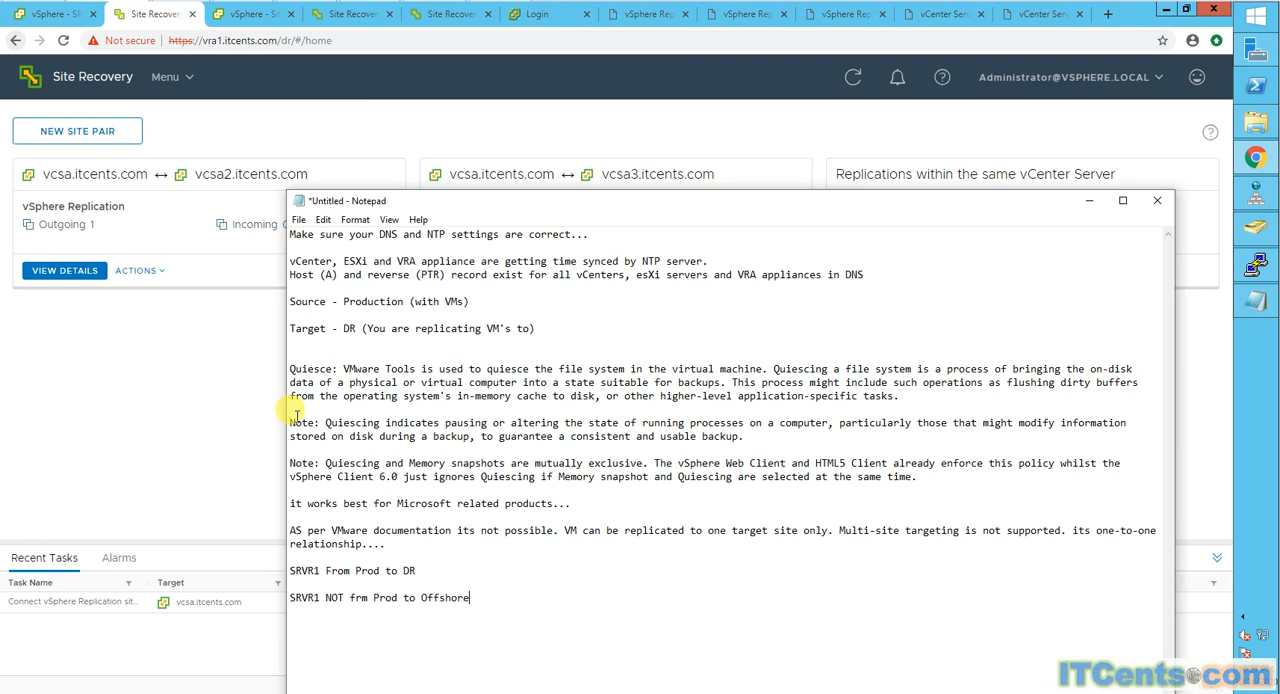 vSphere - SI
Site Recovery
vSphere - Si
Site Recover
Site Recover
Login
vSphere Rep
vSphere Rep
vSphere Rep
vCenter Serv
vCenter Serv
Not secure | https://vra1.itcents.com/dr/#/home
Site Recovery Menu
Administrator@VSPHERE.LOCAL
NEW SITE PAIR
vcsa.itcents.com ↔ vcsa2.itcents.com
vcsa.itcents.com ↔ vcsa3.itcents.com
Replications within the same vCenter Server
vSphere Replication
Outgoing 1 Incoming
VIEW DETAILS ACTIONS
*Untitled - Notepad
File Edit Format View Help
Make sure your DNS and NTP settings are correct...
vCenter, ESXi and VRA appliance are getting time synced by NTP server.
Host (A) and reverse (PTR) record exist for all vCenters, esXi servers and VRA appliances in DNS
Source - Production (with VMs)
Target - DR (You are replicating VM's to)
Quiesce: VMware Tools is used to quiesce the file system in the virtual machine. Quiescing a file system is a process of bringing the on-disk
data of a physical or virtual computer into a state suitable for backups. This process might include such operations as flushing dirty buffers
from the operating system's in-memory cache to disk, or other higher-level application-specific tasks.
Note: Quiescing indicates pausing or altering the state of running processes on a computer, particularly those that might modify information
stored on disk during a backup, to guarantee a consistent and usable backup.
Note: Quiescing and Memory snapshots are mutually exclusive. The vSphere Web Client and HTML5 Client already enforce this policy whilst the
vSphere Client 6.0 just ignores Quiescing if Memory snapshot and Quiescing are selected at the same time.
it works best for Microsoft related products...
AS per VMware documentation its not possible. VM can be replicated to one target site only. Multi-site targeting is not supported. its one-to-one
relationship....
SRVR1 From Prod to DR
SRVR1 NOT frm Prod to Offshore
Recent Tasks Alarms
Task Name Target
Connect vSphere Replication sit... vcsa.itcents.com
ITCents.com